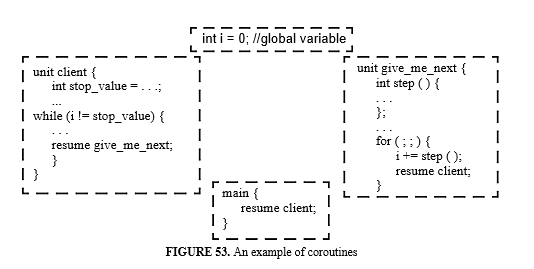 int i = 0; //global variable
unit client {
int stop_value = . . .;
...
while (i != stop_value) {
. . .
resume give_me_next;
}
}
unit give_me_next {
int step ( ) {
. . .
};
. . .
for ( ; ; ) {
i += step ( );
resume client;
}
main {
resume client;
}
FIGURE 53. An example of coroutines